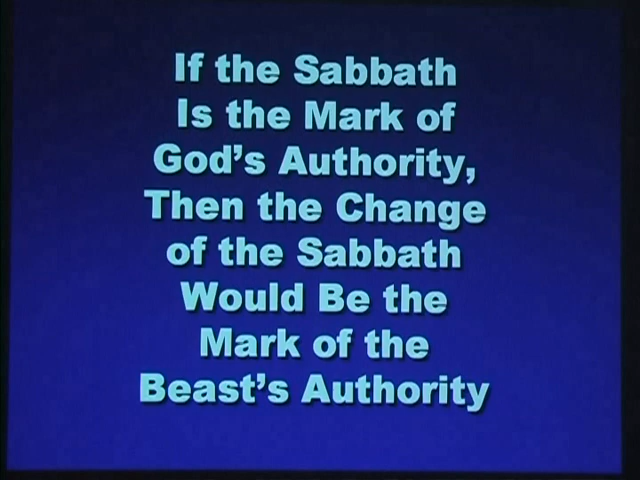 If the Sabbath
Is the Mark of
God's Authority,
Then the Change
of the Sabbath
Would Be the
Mark of the
Beast's Authority